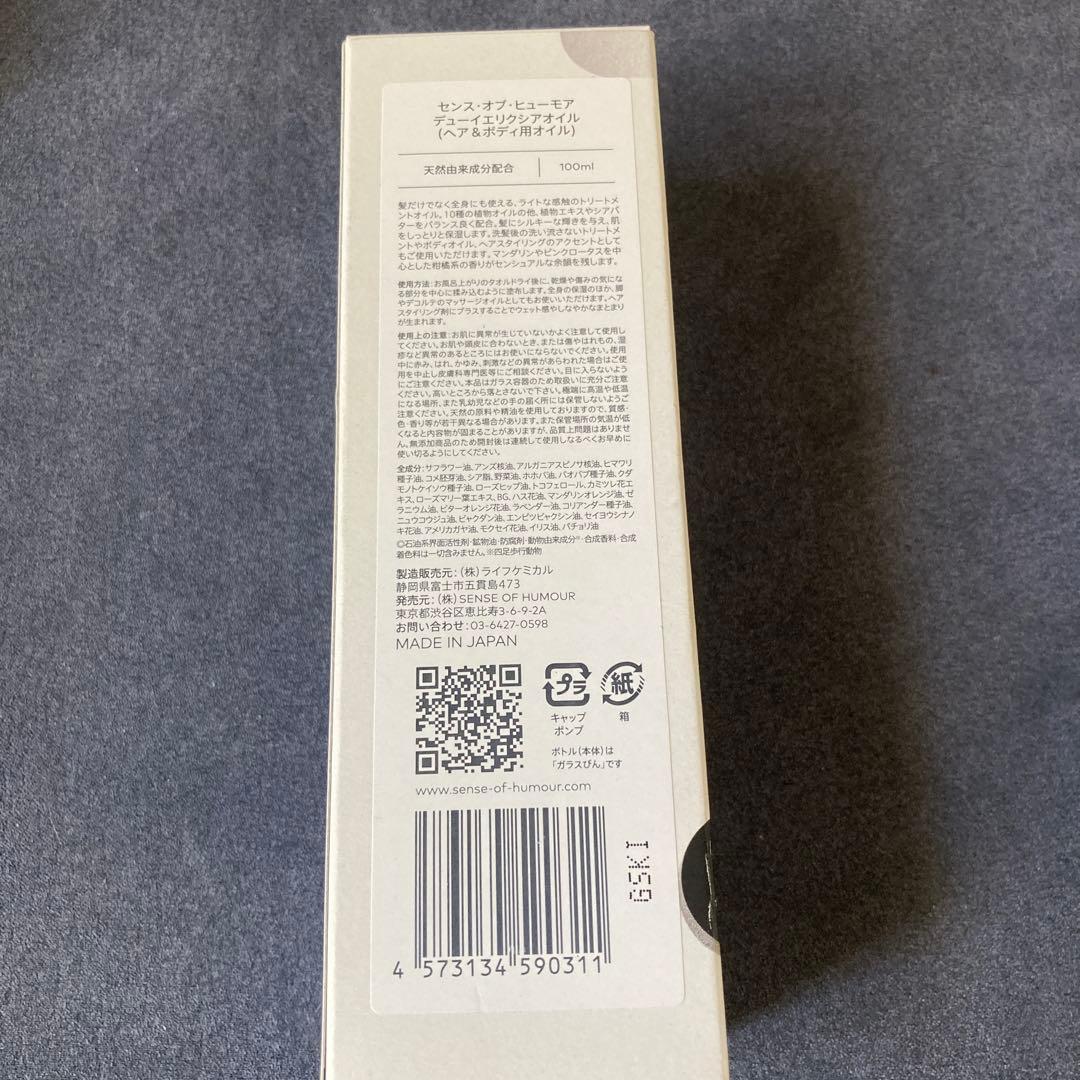 センス・オブ・ヒューモア
デューイエリクシアオイル
(ヘア&ボディ用オイル)
天然由来成分配合
100ml
髪だけでなく全身にも使える、ライトな感触のトリートメ
ントオイル。10種の植物オイルの他、植物エキスやシアバ
ターをバランス良く配合。髪にシルキーな輝きを与え、肌
をしっとりと保湿します。洗髪後の洗い流さないトリートメ
ントやボディオイル、ヘアスタイリングのアクセントとして
もご使用いただけます。マンダリンやピンクロータスを中
心とした柑橘系の香りがセンシュアルな余韻を残します。
使用方法:お風呂上がりのタオルドライ後に、乾燥や傷みの気にな
る部分を中心に揉み込むように塗布します。全身の保湿のほか、脚
やデコルテのマッサージオイルとしてもお使いいただけます。ヘア
スタイリング剤にプラスすることでウェット感やしなやかなまとまり
が生まれます。
使用上の注意:お肌に異常が生じていないかよく注意して使用し
てください。お肌や頭皮に合わないとき、または傷やはれもの、湿
疹など異常のあるところにはお使いにならないでください。使用
中に赤み、はれ、かゆみ、刺激などの異常があらわれた場合はご使
用を中止し皮膚科専門医等にご相談ください。目に入らないよう
にご注意ください。本品はガラス容器のため取扱いに充分ご注意
ください。高いところから落とさないで下さい。極端に高温や低温
になる場所、また乳幼児などの手の届く所には保管しないようご
注意ください。天然の原料や精油を使用しておりますので、質感・
色・香り等が若干異なる場合があります。また保管場所の気温が低
くなると内容物が固まることがありますが、品質上問題はありませ
ん。無添加商品のため開封後は連続して使用しなるべくお早めに
使い切るようにしてください。
全成分:サフラワー油、アンズ核油、アルガニアスピノサ核油、ヒマワリ
種子油、コメ胚芽油、シア脂、野菜油、ホホバ油、バオバブ種子油、クダ
モノトケイソウ種子油、ローズヒップ油、トコフェロール、カミツレ花エ
キス、ローズマリー葉エキス、BG、ハス花油、マンダリンオレンジ油、ゼ
ラニウム油、ビターオレンジ花油、ラベンダー油、コリアンダー種子油、
ニュウコウジュ油、ビャクダン油、エンピツビャクシン油、セイヨウシナノ
キ花油、アメリカガヤ油、モクセイ花油、イリス油、パチョリ油
◎石油系界面活性剤・鉱物油・防腐剤・動物由来成分※・合成香料・合成
着色料は一切含みません。※四足歩行動物
製造販売元:(株)ライフケミカル
静岡県富士市五貫島473
発売元:(株)SENSE OF HUMOUR
東京都渋谷区恵比寿3-6-9-2A
お問い合わせ:03-6427-0598
MADE IN JAPAN
プラ
紙
キャップ
ポンプ
箱
ボトル(本体)は
「ガラスびん」です
www.sense-of-humour.com
G5KI
4 573134 590311